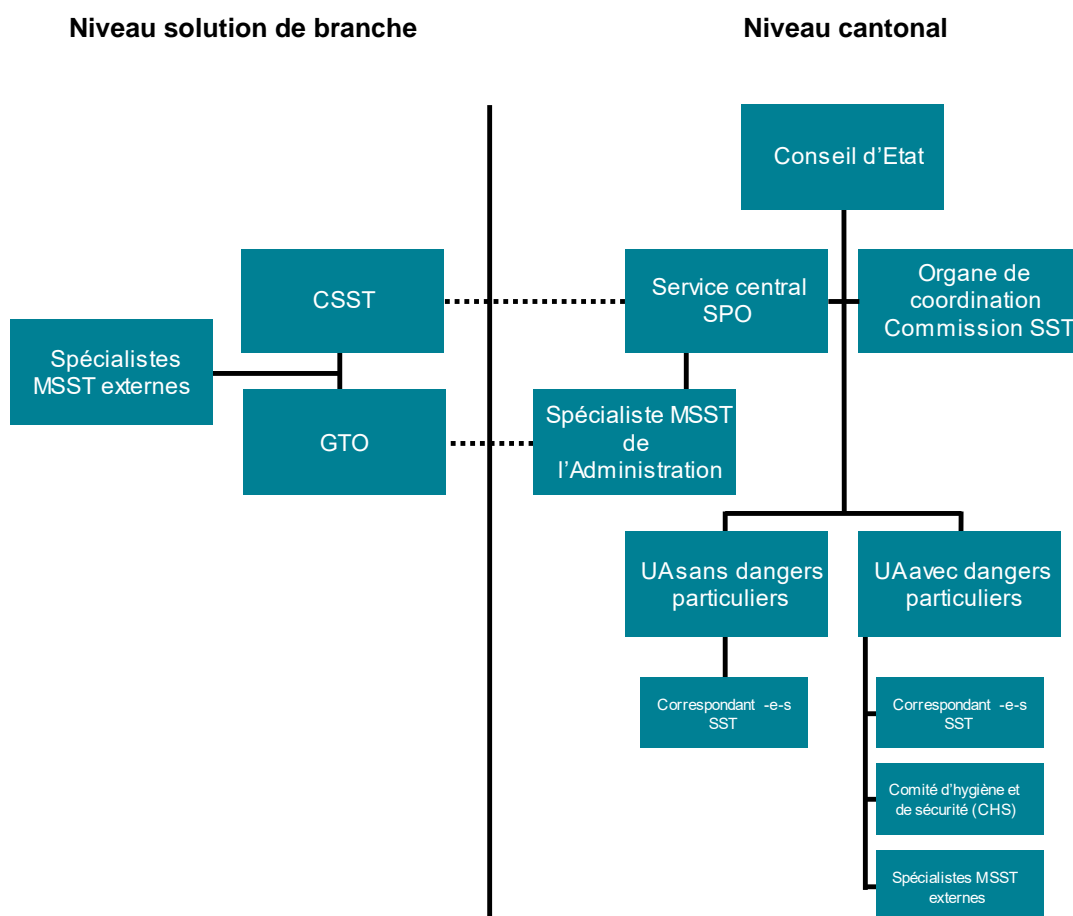 Niveau solution de branche
Niveau cantonal
Conseil d'Etat
CSST
Service central
SPO
Organe de
coordination
Commission SST
Spécialistes
MSST externes
GTO
Spécialiste MSST
de
l'Administration
UAsans dangers
particuliers
UAavec dangers
particuliers
Correspondant -e-s
SST
Correspondant -e-s
SST
Comité d'hygiène et
de sécurité (CHS)
Spécialistes MSST
externes